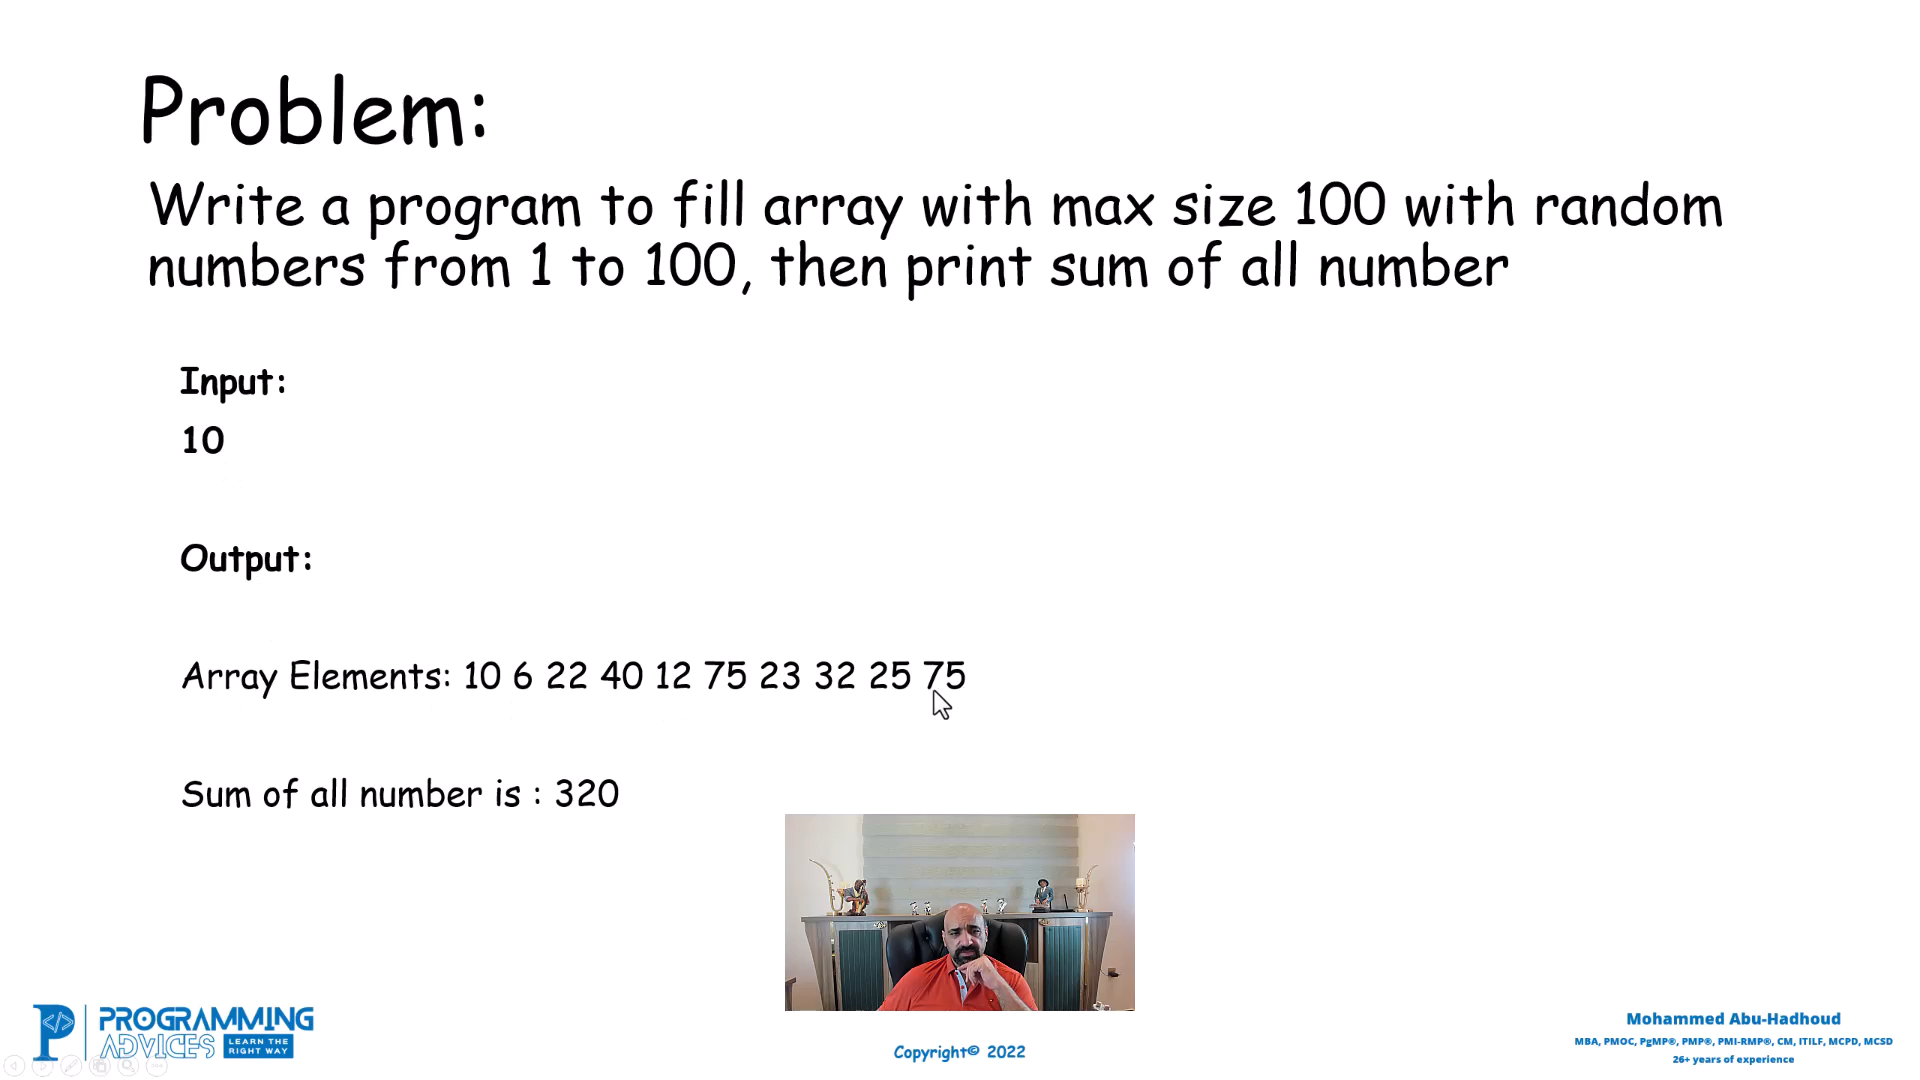 Problem:
Write a program to fill array with max size 100 with random
numbers from 1 to 100, then print sum of all number
Input:
10
Output:
Array Elements: 10 6 22 40 12 75 23 32 25 75
Sum of all number is : 320
PROGRAMMING
ADVICES
LEARN THE
RIGHT WAY
Copyright© 2022
Mohammed Abu-Hadhoud
MBA, PMOC, PgMP®, PMP®, PMI-RMP®, CM, ITILF, MCPD, MCSD
26+ years of experience